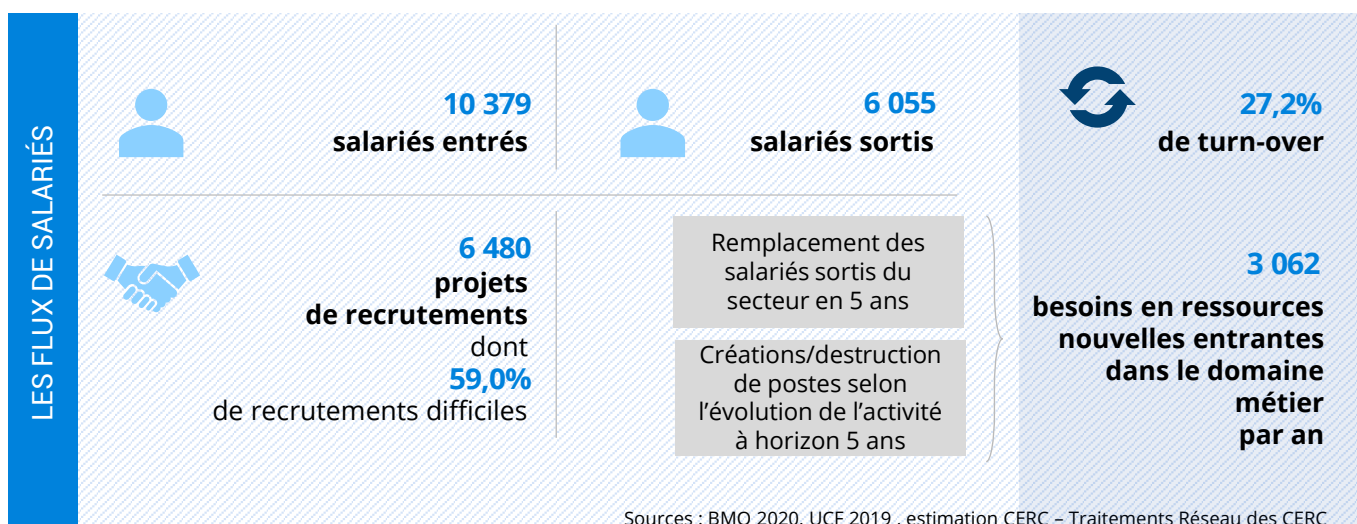 LES FLUX DE SALARIÉS
10 379
salariés entrés
6 055
salariés sortis
27,2%
de turn-over
6 480
projets
de recrutements
dont
59,0%
de recrutements difficiles
Remplacement des
salariés sortis du
secteur en 5 ans
Créations/destruction
de postes selon
l’évolution de l’activité
à horizon 5 ans
3 062
besoins en ressources
nouvelles entrantes
dans le domaine
métier
par an
Sources : BMO 2020, UCF 2019 , estimation CERC – Traitements Réseau des CERC